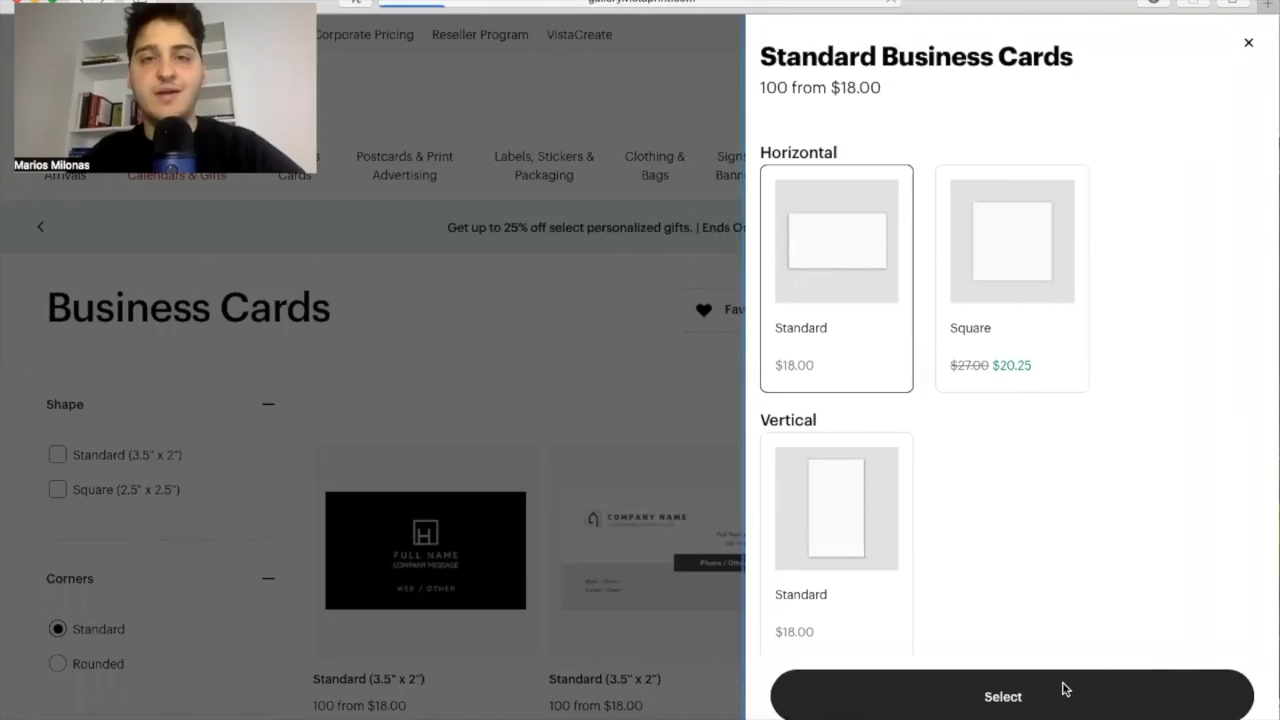 Corporate Pricing
Reseller Program
VistaCreate
Marios Milonas
Arrivals
Calendars & Gifts
Cards
Postcards & Print
Advertising
Labels, Stickers &
Packaging
Clothing &
Bags
Get up to 25% off select personalized gifts. | Ends
Business Cards
Shape
Standard (3.5" x 2")
Square (2.5" x 2.5")
Corners
Standard
Rounded
FULL NAME
COMPANY MESSAGE
WEB / OTHER
Standard (3.5" x 2")
100 from $18.00
COMPANY NAME
Standard (3.5" x 2")
100 from $18.00
Standard Business Cards
100 from $18.00
Horizontal
Standard
$18.00
Square
$27.00 $20.25
Vertical
Standard
$18.00
Select